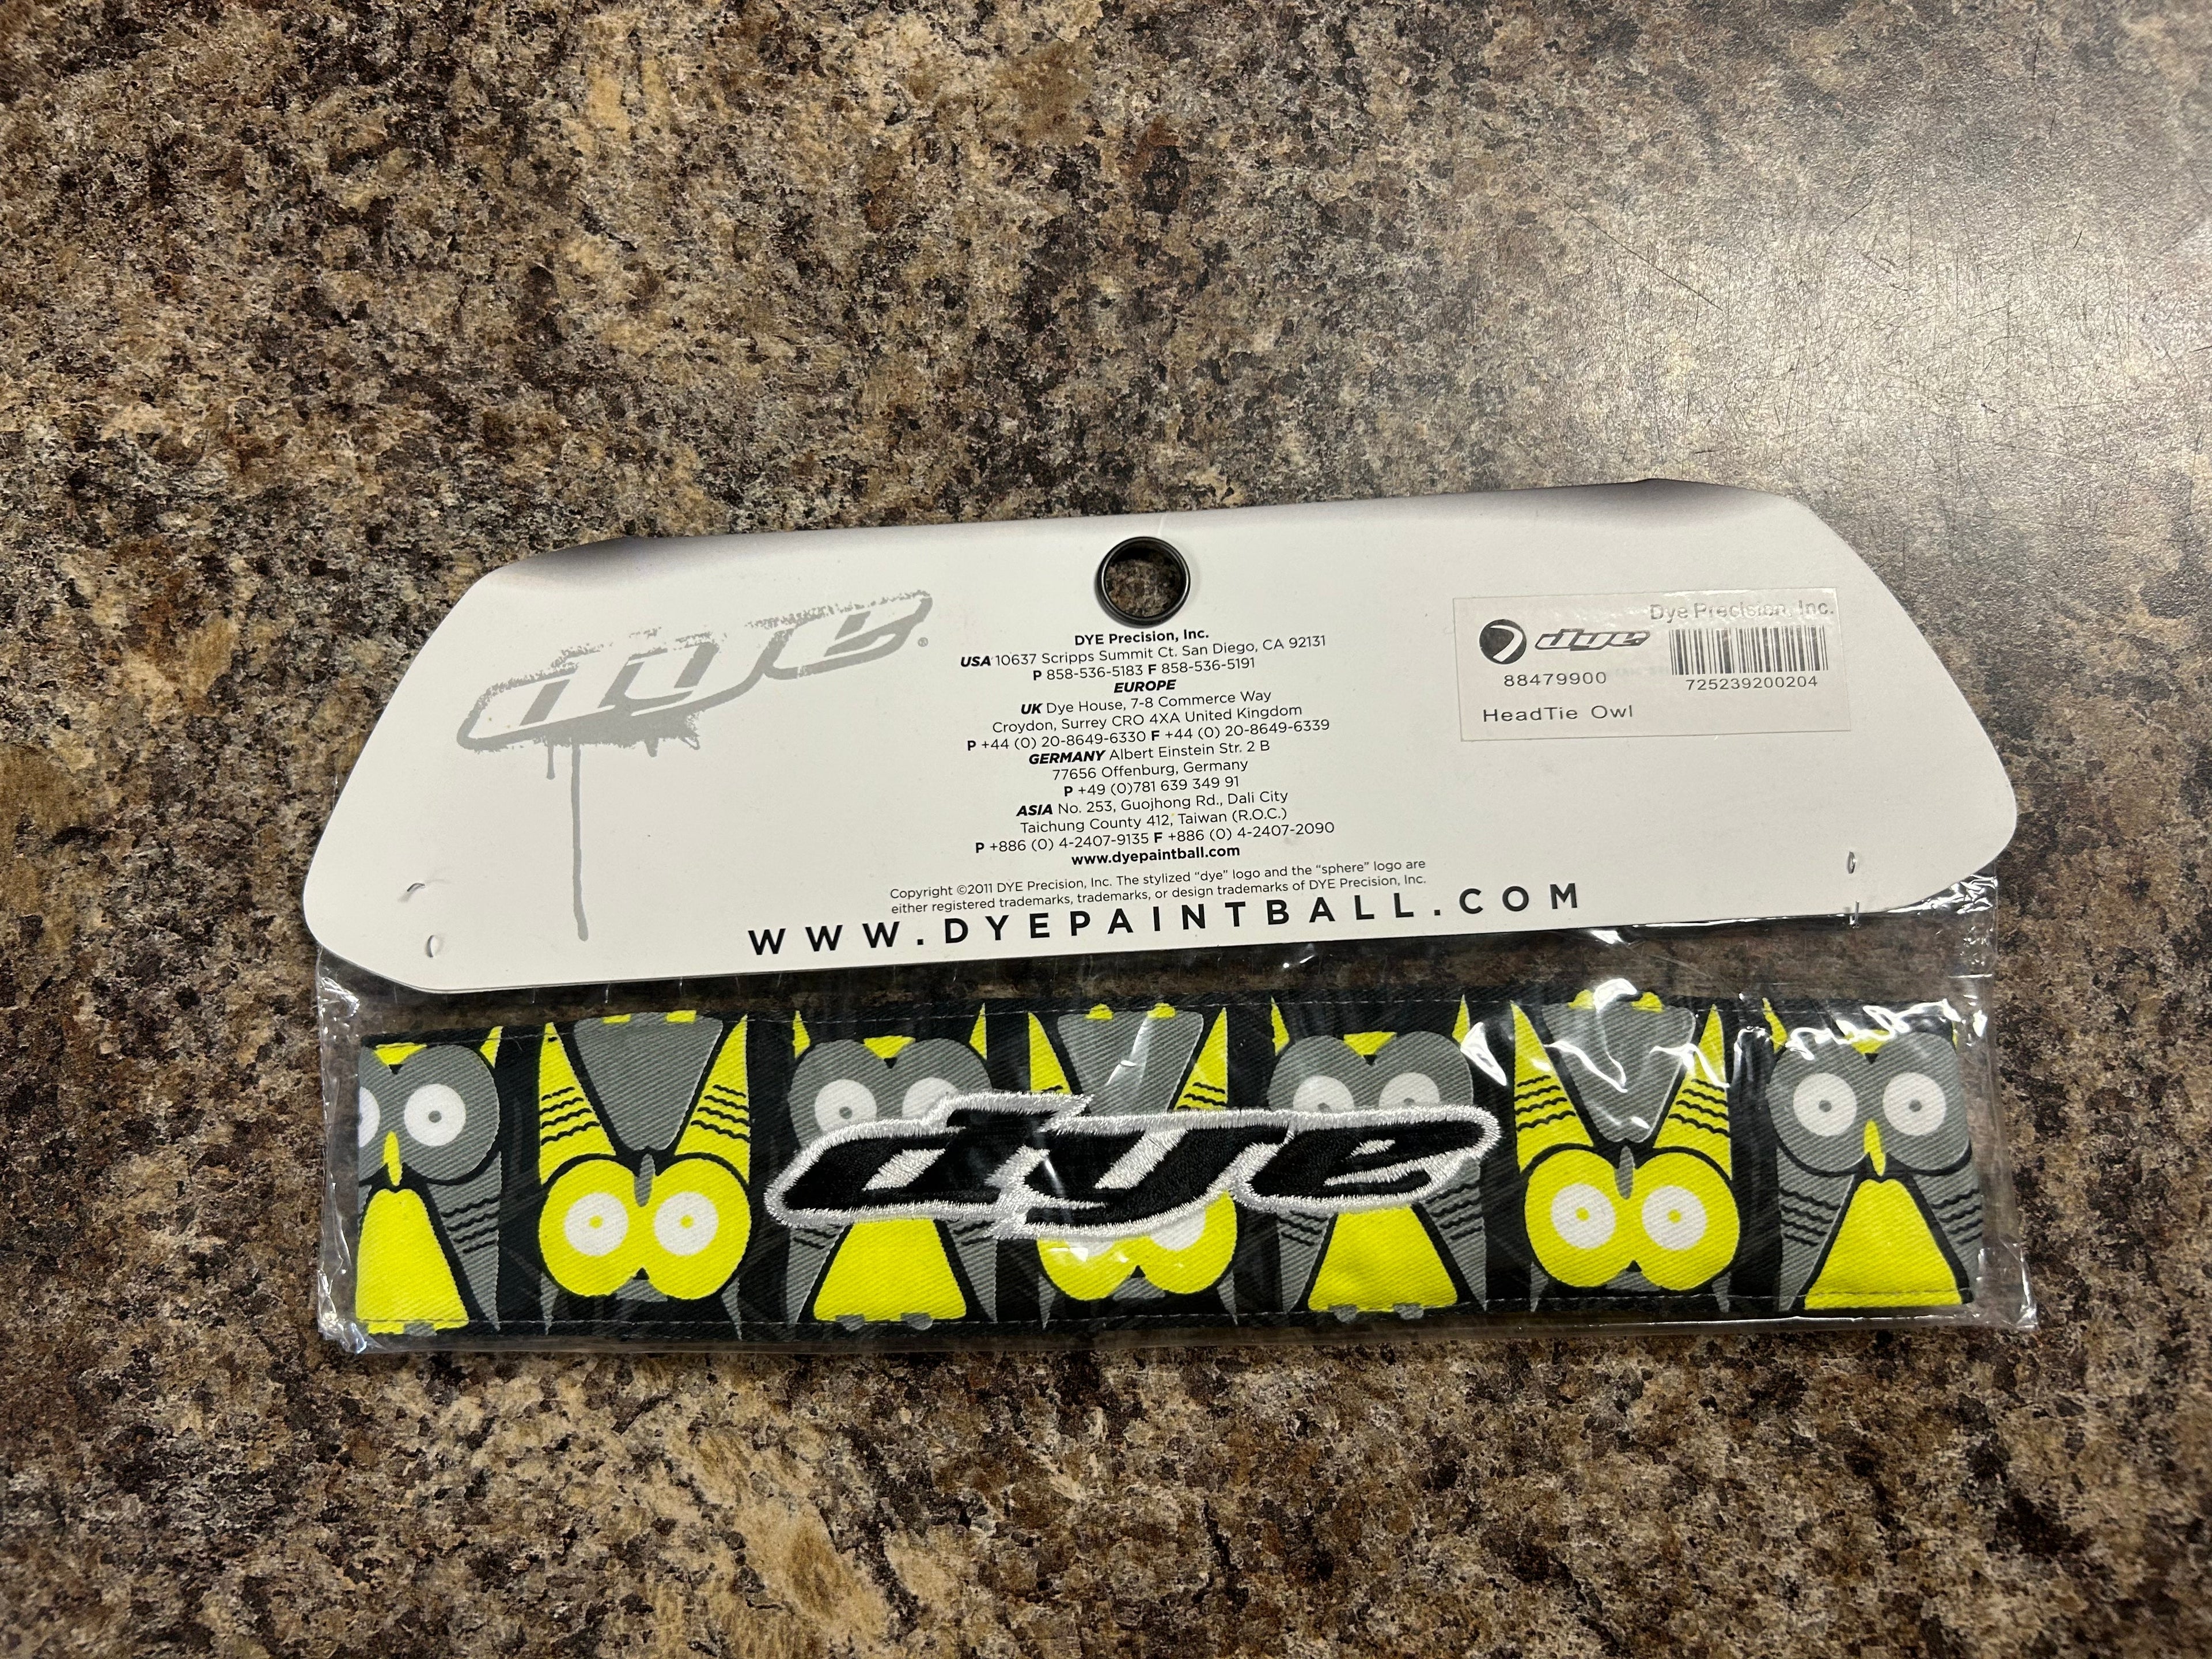 dye®
DYE Precision, Inc.
USA 10637 Scripps Summit Ct. San Diego, CA 92131
P 858-536-5183 F 858-536-5191
EUROPE
UK Dye House, 7-8 Commerce Way
Croydon, Surrey CRO 4XA United Kingdom
P +44 (0) 20-8649-6330 F +44 (0) 20-8649-6339
GERMANY Albert Einstein Str. 2 B
77656 Offenburg, Germany
P +49 (0)781 639 349 91
ASIA No. 253, Guojhong Rd., Dali City
Taichung County 412, Taiwan (R.O.C.)
P +886 (0) 4-2407-9135 F +886 (0) 4-2407-2090
www.dyepaintball.com
Copyright ©2011 DYE Precision, Inc. The stylized "dye" logo and the "sphere" logo are
either registered trademarks, trademarks, or design trademarks of DYE Precision, Inc.
WWW.DYEPAINTBALL.COM
Dye Precision, Inc.
dye
88479900
725239200204
HeadTie Owl
dye